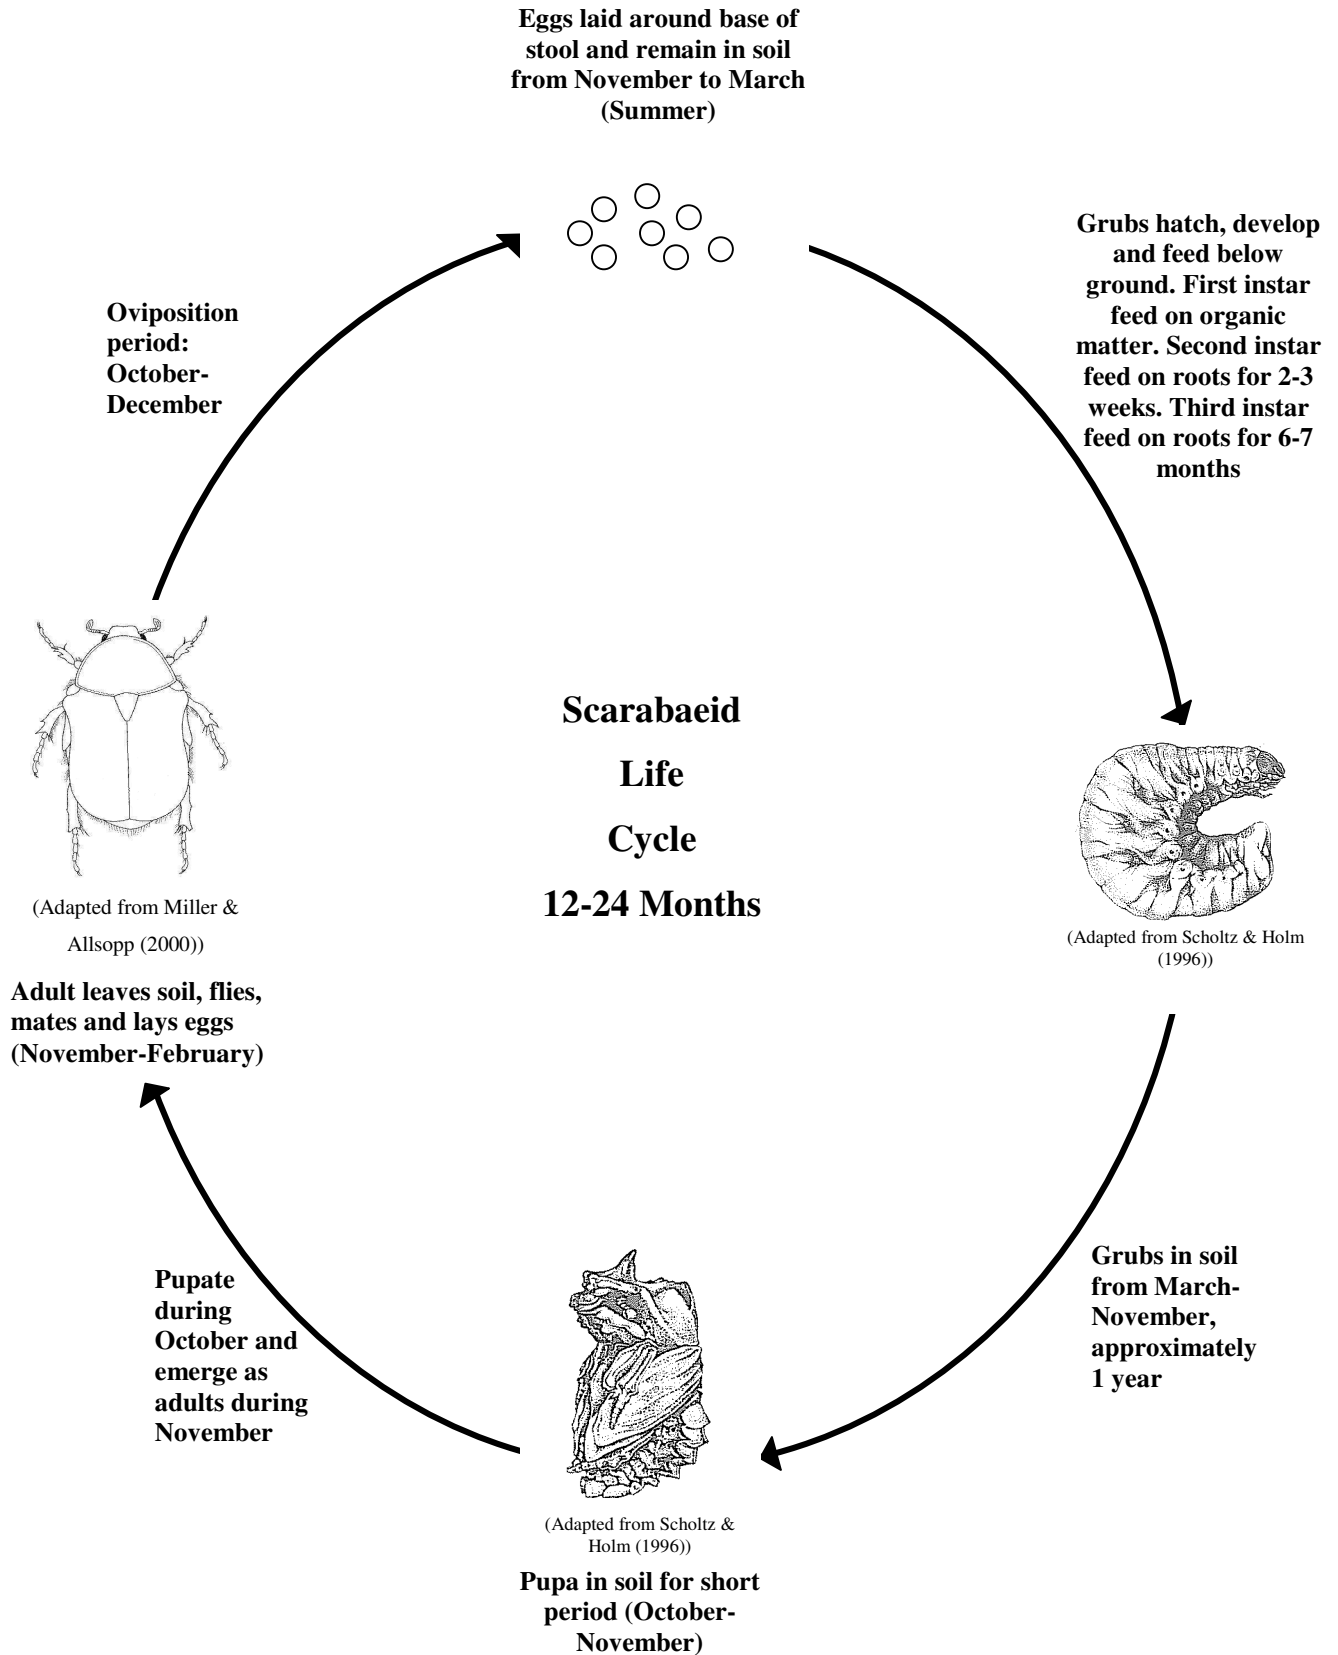 Eggs laid around base of
stool and remain in soil
from November to March
(Summer)
Grubs hatch, develop
and feed below
ground. First instar
feed on organic
matter. Second instar
feed on roots for 2-3
weeks. Third instar
feed on roots for 6-7
months
Oviposition
period:
October-
December
Scarabaeid
Life
Cycle
12-24 Months
(Adapted from Miller &
Allsopp (2000))
Adult leaves soil, flies,
mates and lays eggs
(November-February)
(Adapted from Scholtz & Holm
(1996))
Grubs in soil
from March-
November,
approximately
1 year
Pupate
during
October and
emerge as
adults during
November
(Adapted from Scholtz &
Holm (1996))
Pupa in soil for short
period (October-
November)